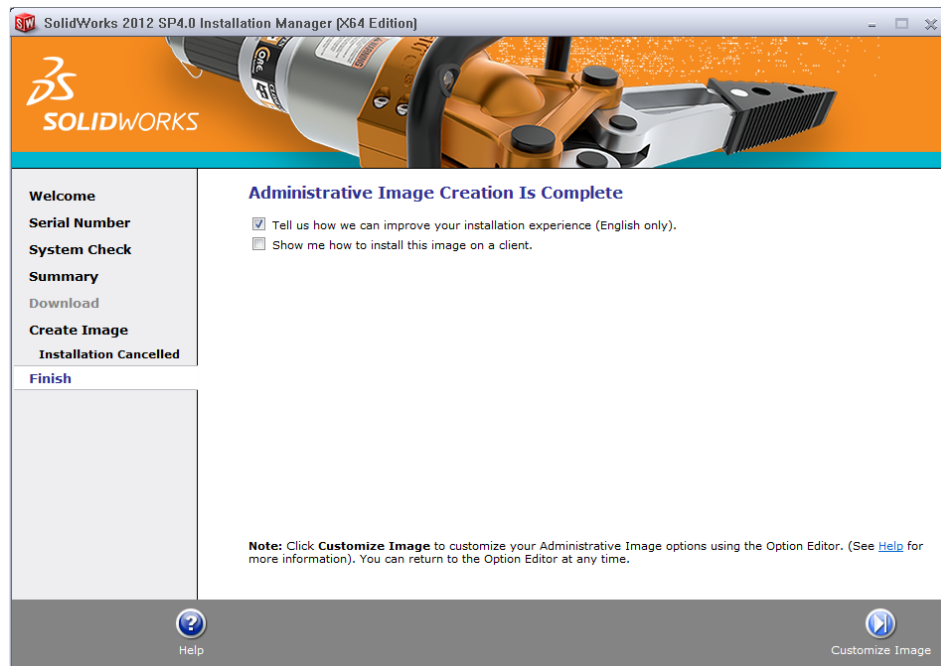 SolidWorks 2012 SP4.0 Installation Manager (X64 Edition)
SOLIDWORKS
Welcome
Serial Number
System Check
Summary
Download
Create Image
Installation Cancelled
Finish
Administrative Image Creation Is Complete
Tell us how we can improve your installation experience (English only).
Show me how to install this image on a client.
Note: Click Customize Image to customize your Administrative Image options using the Option Editor. (See Help for
more information). You can return to the Option Editor at any time.
Help
Customize Image